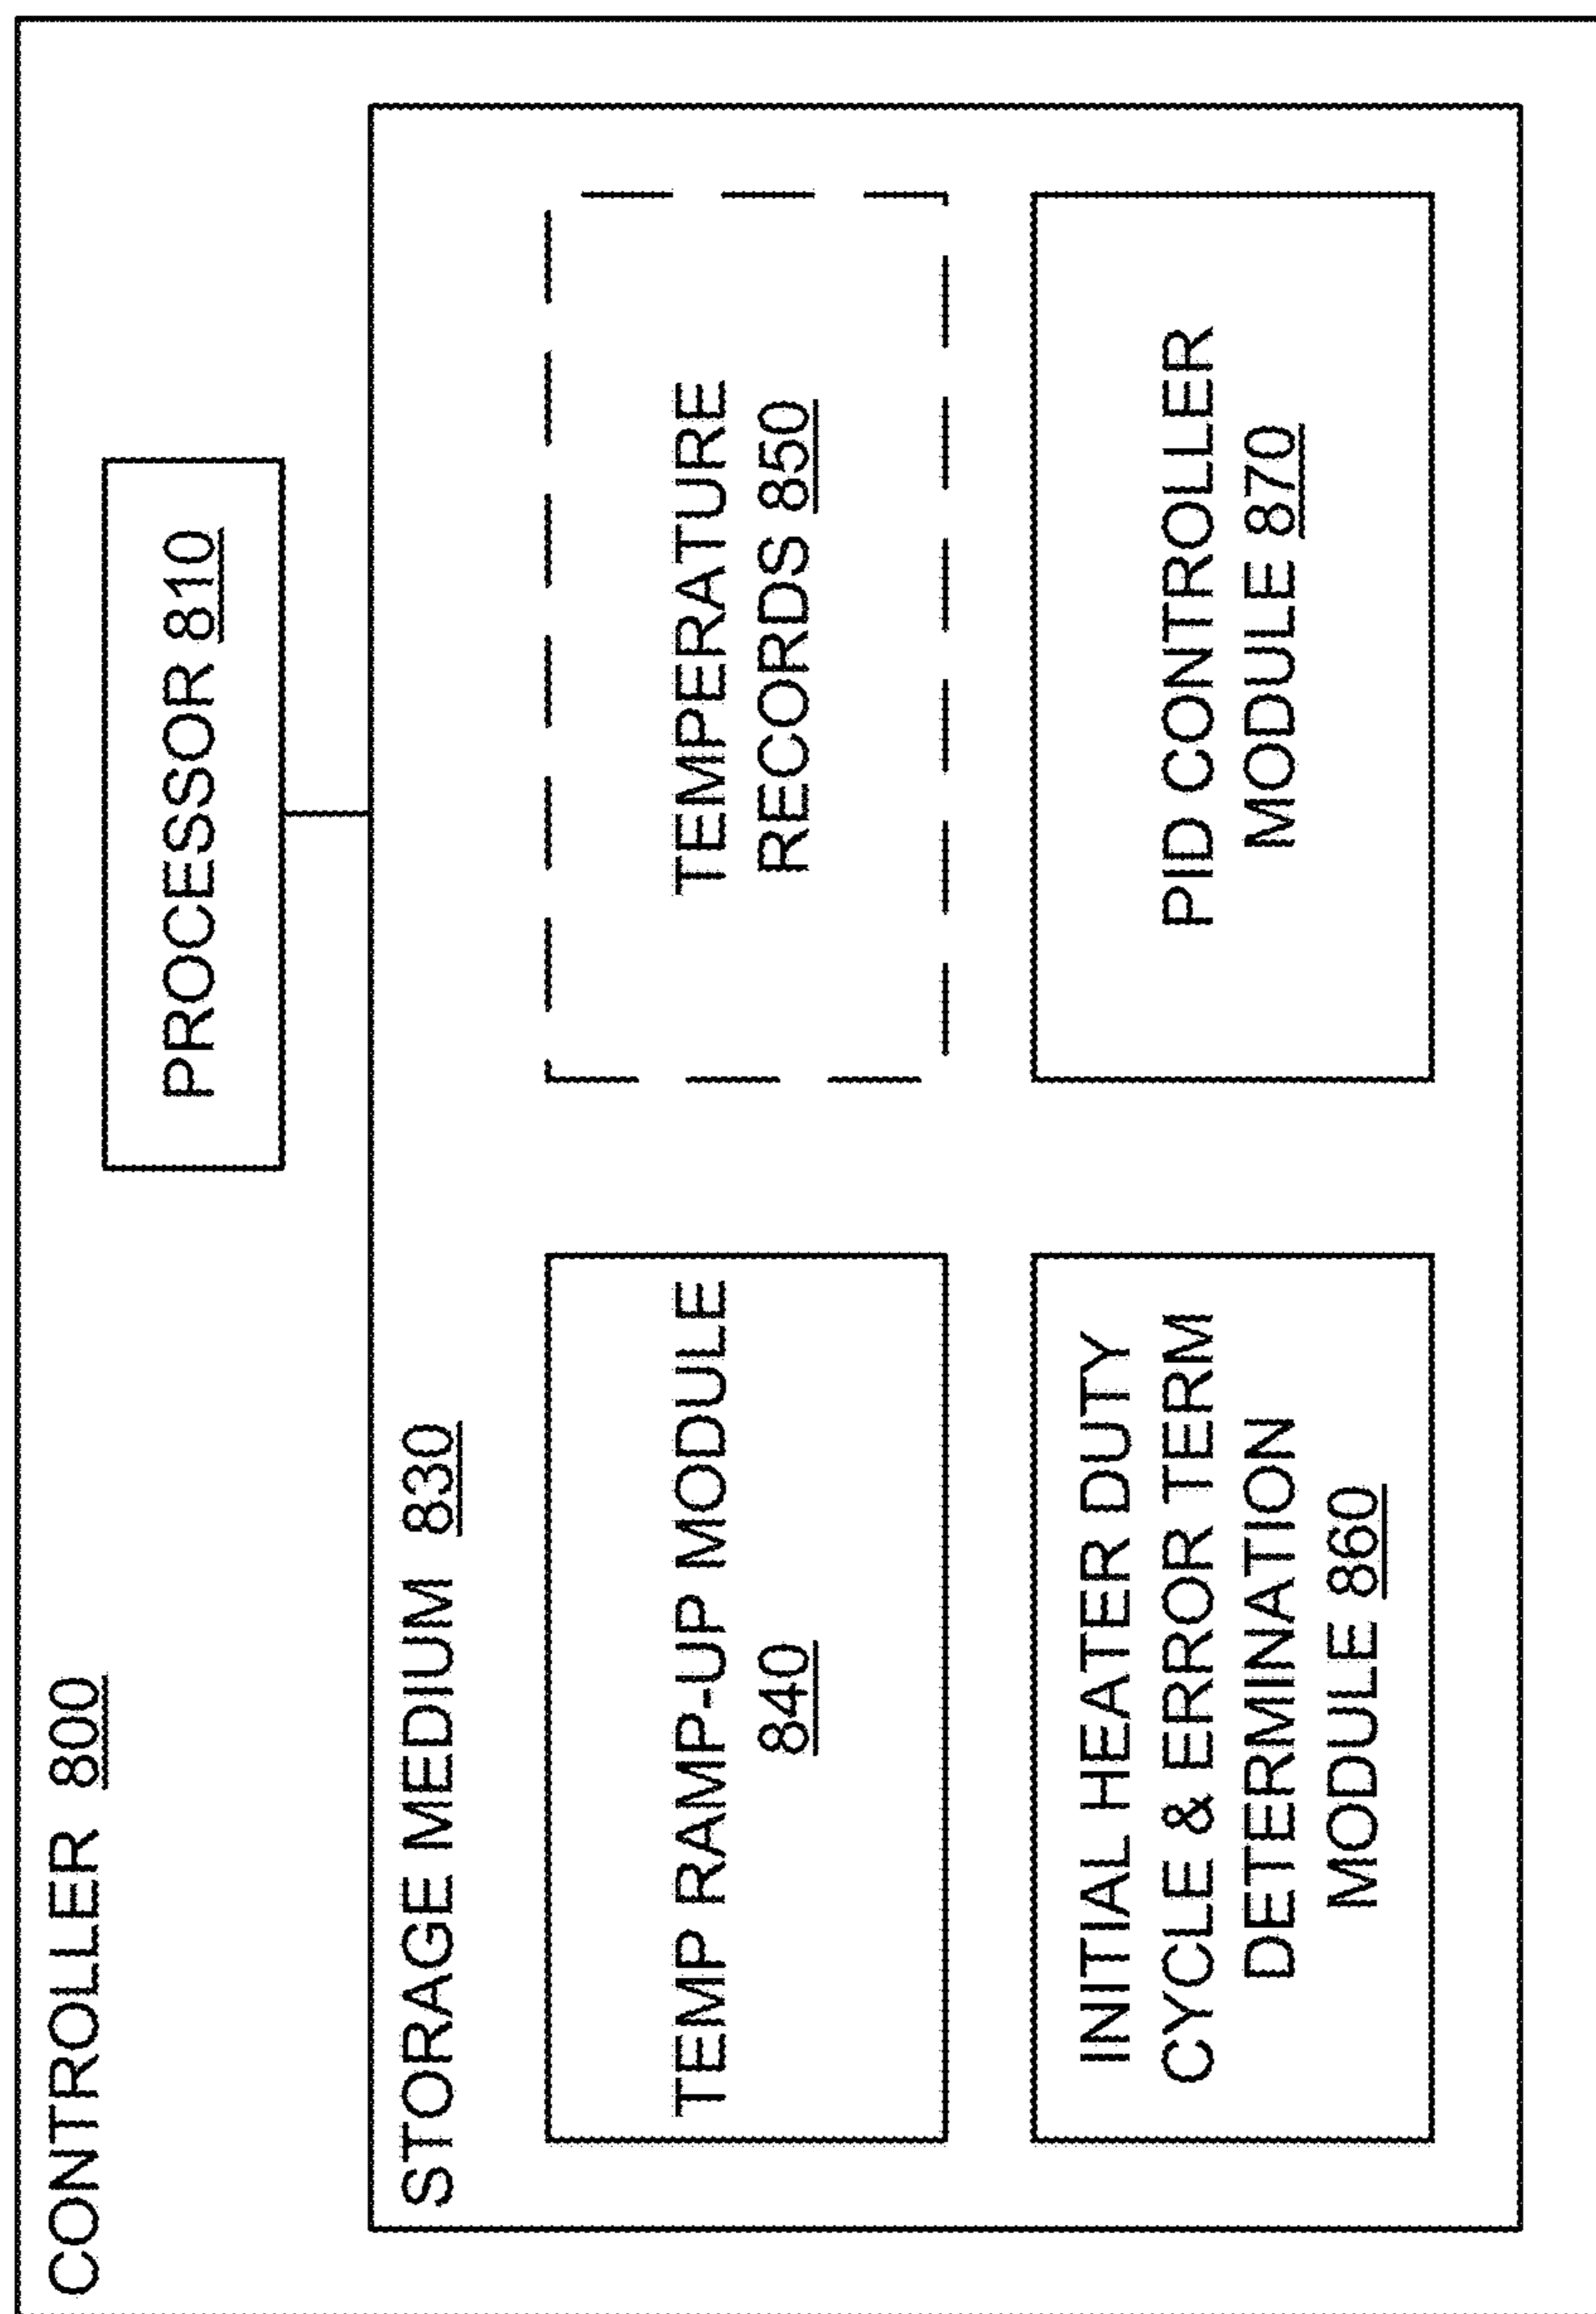 CONTROLLER 800
PROCESSOR 810
STORAGE MEDIUM 830
TEMP RAMP-UP MODULE
840
TEMPERATURE
RECORDS 850
INITIAL HEATER DUTY
CYCLE & ERROR TERM
DETERMINATION
MODULE 860
PID CONTROLLER
MODULE 870